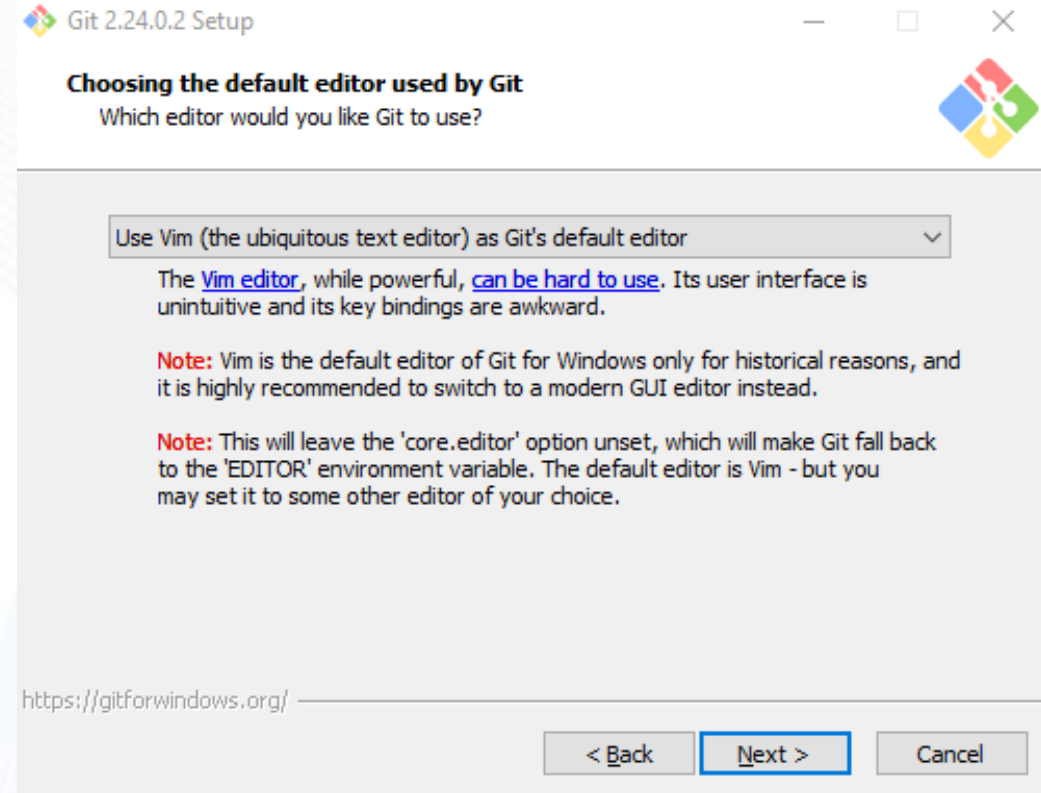 Git 2.24.0.2 Setup
Choosing the default editor used by Git
Which editor would you like Git to use?
Use Vim (the ubiquitous text editor) as Git's default editor
The Vim editor, while powerful, can be hard to use. Its user interface is
unintuitive and its key bindings are awkward.
Note: Vim is the default editor of Git for Windows only for historical reasons, and
it is highly recommended to switch to a modern GUI editor instead.
Note: This will leave the 'core.editor' option unset, which will make Git fall back
to the 'EDITOR' environment variable. The default editor is Vim - but you
may set it to some other editor of your choice.
https://gitforwindows.org/
< Back Next > Cancel